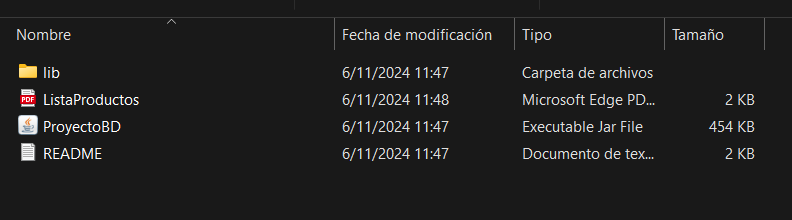 Nombre Fecha de modificación Tipo Tamaño
lib 6/11/2024 11:47 Carpeta de archivos
PDF ListaProductos 6/11/2024 11:48 Microsoft Edge PD... 2 KB
ProyectoBD 6/11/2024 11:47 Executable Jar File 454 KB
README 6/11/2024 11:47 Documento de tex... 2 KB